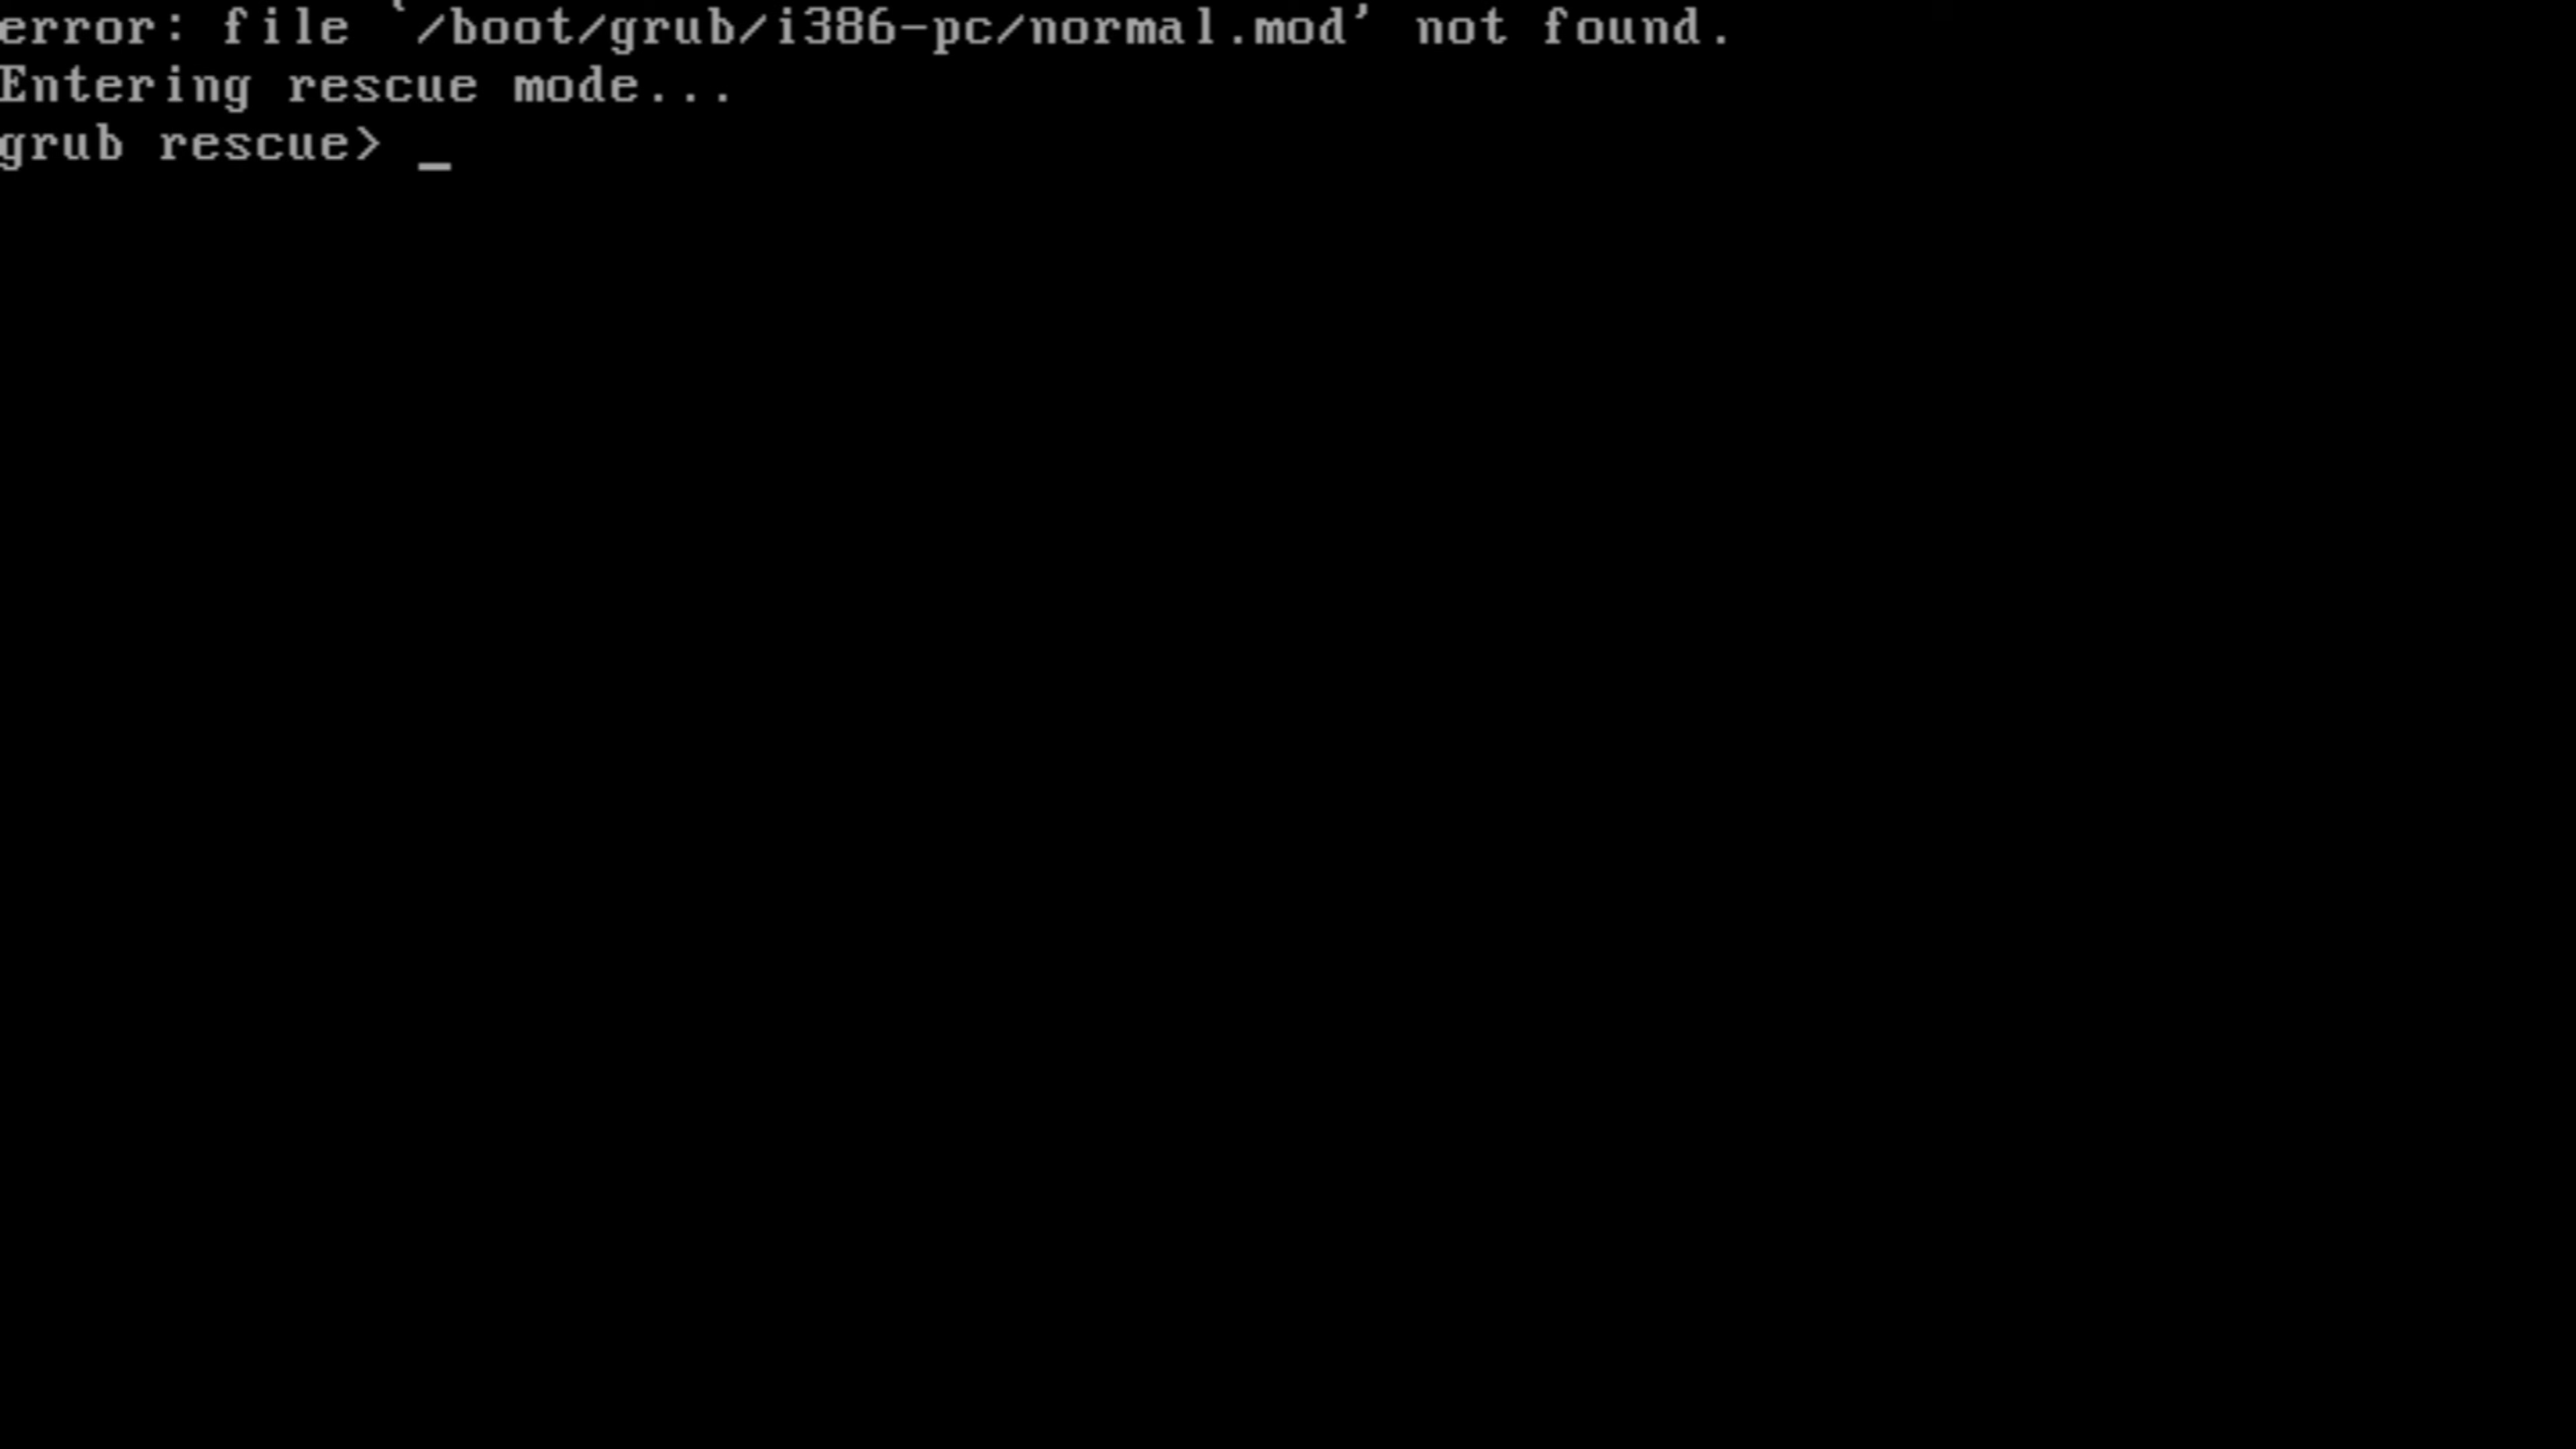 error: file `/boot/grub/i386-pc/normal.mod' not found.
Entering rescue mode...
grub rescue> _